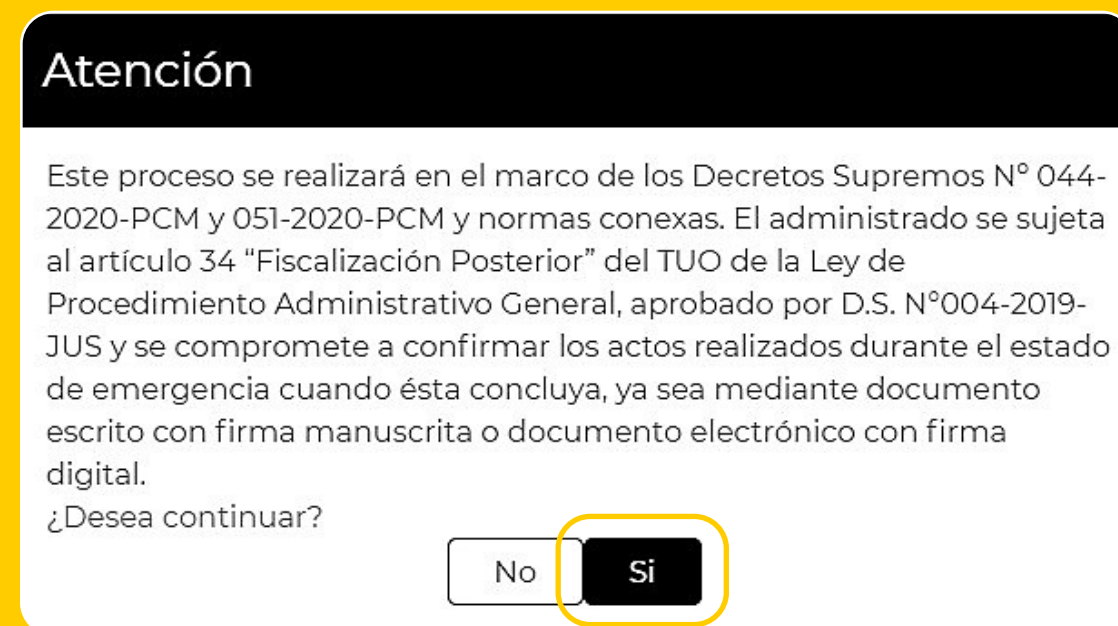 Atención
Este proceso se realizará en el marco de los Decretos Supremos Nº 044-
2020-PCM y 051-2020-PCM y normas conexas. El administrado se sujeta
al artículo 34 “Fiscalización Posterior” del TUO de la Ley de
Procedimiento Administrativo General, aprobado por D.S. Nº004-2019-
JUS y se compromete a confirmar los actos realizados durante el estado
de emergencia cuando ésta concluya, ya sea mediante documento
escrito con firma manuscrita o documento electrónico con firma
digital.
¿Desea continuar?
No Si